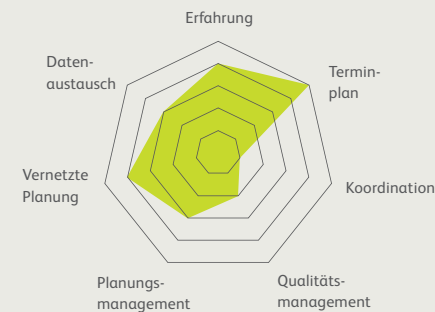 Erfahrung
Termin-
plan
Koordination
Qualitäts-
management
Planungs-
management
Vernetzte
Planung
Daten-
austausch